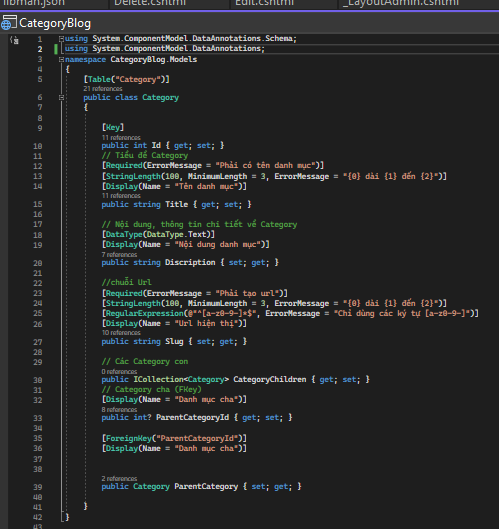 libman.json Delete.cshtml Edit.cshtml _LayoutAdmin.cshtml
CategoryBlog
1 using System.ComponentModel.DataAnnotations.Schema;
2 using System.ComponentModel.DataAnnotations;
3 namespace CategoryBlog.Models
4 {
5 [Table("Category")]
21 references
6 public class Category
7 {
8
9 [Key]
11 references
10 public int Id { get; set; }
11 // Tiểu đề Category
12 [Required(ErrorMessage = "Phải có tên danh mục")]
13 [StringLength(100, MinimumLength = 3, ErrorMessage = "{0} dài {1} đến {2}")]
14 [Display(Name = "Tên danh mục")]
11 references
15 public string Title { get; set; }
16
17 // Nội dung, thông tin chi tiết về Category
18 [DataType(DataType.Text)]
19 [Display(Name = "Nội dung danh mục")]
7 references
20 public string Discription { set; get; }
21
22 //chuỗi Url
23 [Required(ErrorMessage = "Phải tạo url")]
24 [StringLength(100, MinimumLength = 3, ErrorMessage = "{0} dài {1} đến {2}")]
25 [RegularExpression(@"^[a-z0-9-]*$", ErrorMessage = "Chỉ dùng các ký tự [a-z0-9-]")]
26 [Display(Name = "Url hiện thị")]
10 references
27 public string Slug { set; get; }
28
29 // Các Category con
0 references
30 public ICollection<Category> CategoryChildren { get; set; }
31 // Category cha (FKey)
32 [Display(Name = "Danh mục cha")]
8 references
33 public int? ParentCategoryId { get; set; }
34
35 [ForeignKey("ParentCategoryId")]
36 [Display(Name = "Danh mục cha")]
37
38
2 references
39 public Category ParentCategory { set; get; }
40
41 }
42 }